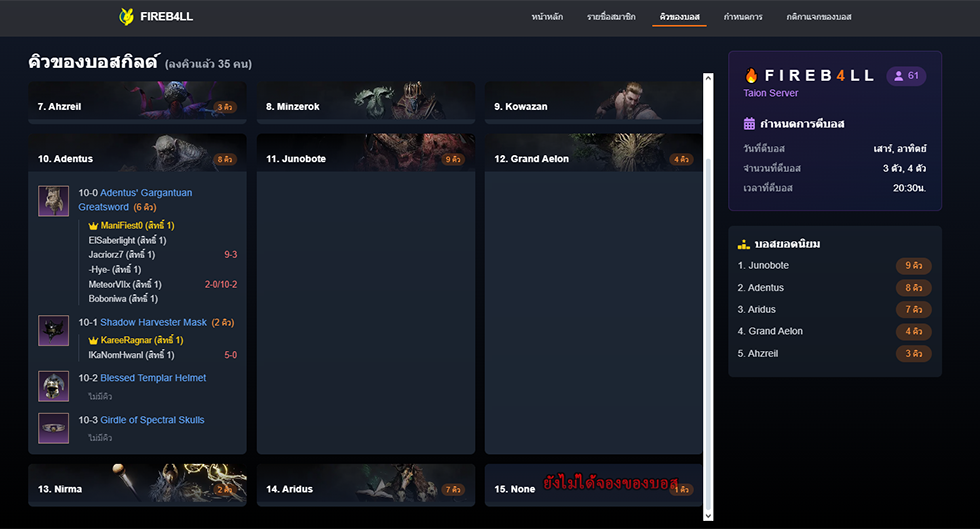 FIREB4LL
หน้าหลัก รายชื่อสมาชิก คิวของบอส กำหนดการ กติกาแจกของบอส
คิวของบอสกิลด์ (ลงคิวแล้ว 35 คน)
7. Ahzreil 3 คิว
8. Minzerok
9. Kowazan
10. Adentus 8 คิว
11. Junobote 9 คิว
12. Grand Aelon 4 คิว
10-0 Adentus' Gargantuan
Greatsword (6 คิว)
ManiFiest0 (สิทธิ์ 1)
ElSaberlight (สิทธิ์ 1)
Jacriorz7 (สิทธิ์ 1) 9-3
-Hye- (สิทธิ์ 1)
MeteorVIIx (สิทธิ์ 1) 2-0/10-2
Boboniwa (สิทธิ์ 1)
10-1 Shadow Harvester Mask (2 คิว)
KareeRagnar (สิทธิ์ 1)
IKaNomHwanI (สิทธิ์ 1) 5-0
10-2 Blessed Templar Helmet
ไม่มีคิว
10-3 Girdle of Spectral Skulls
ไม่มีคิว
13. Nirma 2 คิว
14. Aridus 7 คิว
15. None ยังไม่ได้จองของบอส 1 คิว
FIREB4LL 61
Taion Server
กำหนดการตีบอส
วันที่ตีบอส เสาร์, อาทิตย์
จำนวนที่ตีบอส 3 ตัว, 4 ตัว
เวลาที่ตีบอส 20:30น.
บอสยอดนิยม
1. Junobote 9 คิว
2. Adentus 8 คิว
3. Aridus 7 คิว
4. Grand Aelon 4 คิว
5. Ahzreil 3 คิว